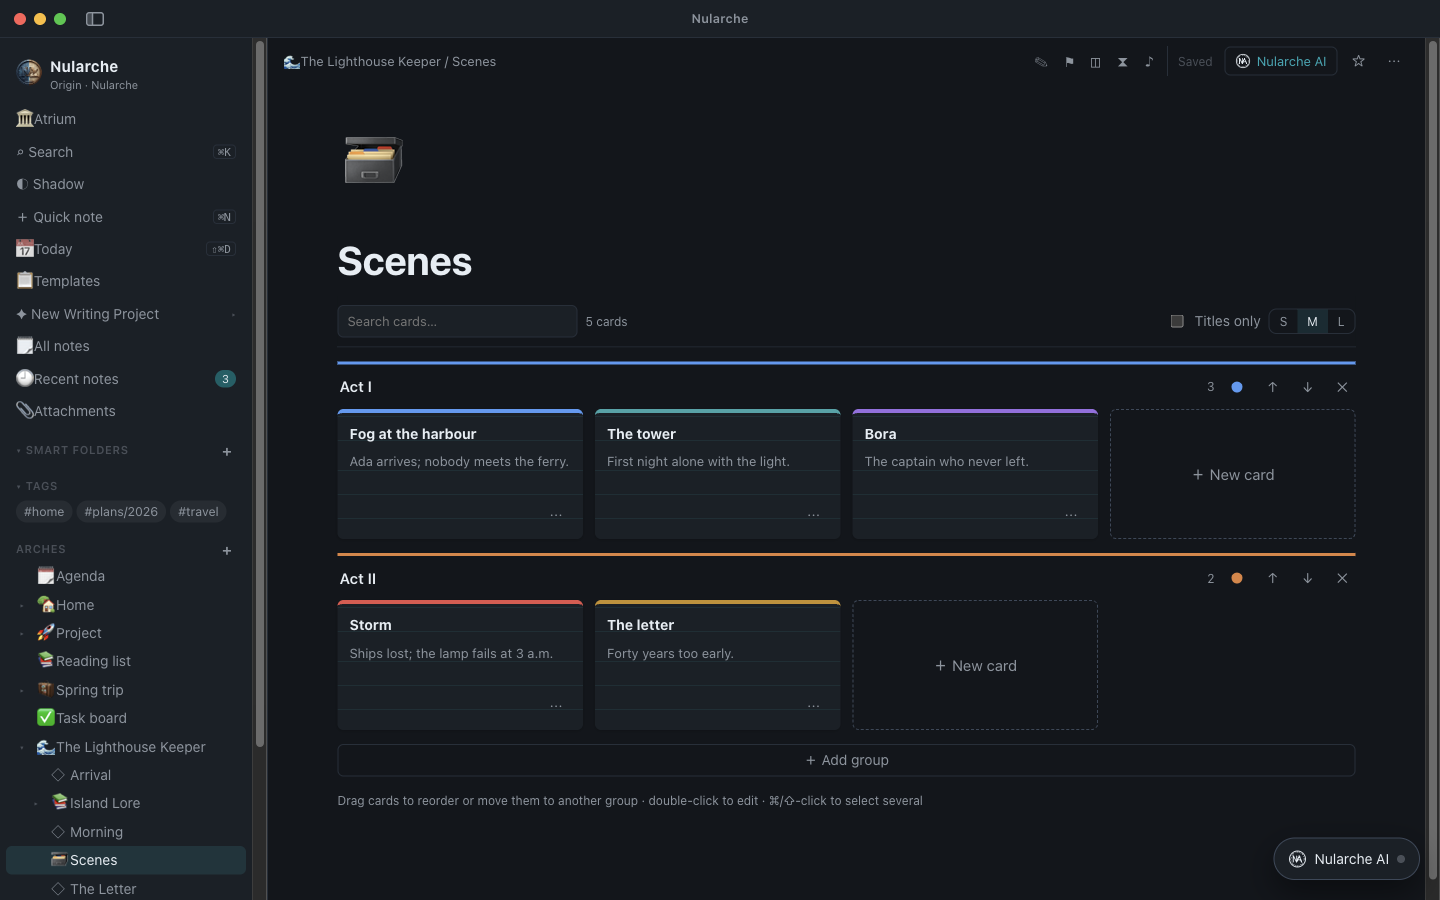 Nularche
Nularche
Origin · Nularche
Atrium
Search ⌘K
Shadow
+ Quick note ⌘N
Today ⇧⌘D
Templates
New Writing Project
All notes
Recent notes 3
Attachments
SMART FOLDERS +
TAGS
#home #plans/2026 #travel
ARCHES +
Agenda
Home
Project
Reading list
Spring trip
Task board
The Lighthouse Keeper
Arrival
Island Lore
Morning
Scenes
The Letter
The Lighthouse Keeper / Scenes
Saved
Nularche AI
Scenes
Search cards...
5 cards
Titles only
S M L
Act I
3
Fog at the harbour
Ada arrives; nobody meets the ferry.
...
The tower
First night alone with the light.
...
Bora
The captain who never left.
...
+ New card
Act II
2
Storm
Ships lost; the lamp fails at 3 a.m.
...
The letter
Forty years too early.
...
+ New card
+ Add group
Drag cards to reorder or move them to another group · double-click to edit · ⌘/⇧-click to select several
Nularche AI